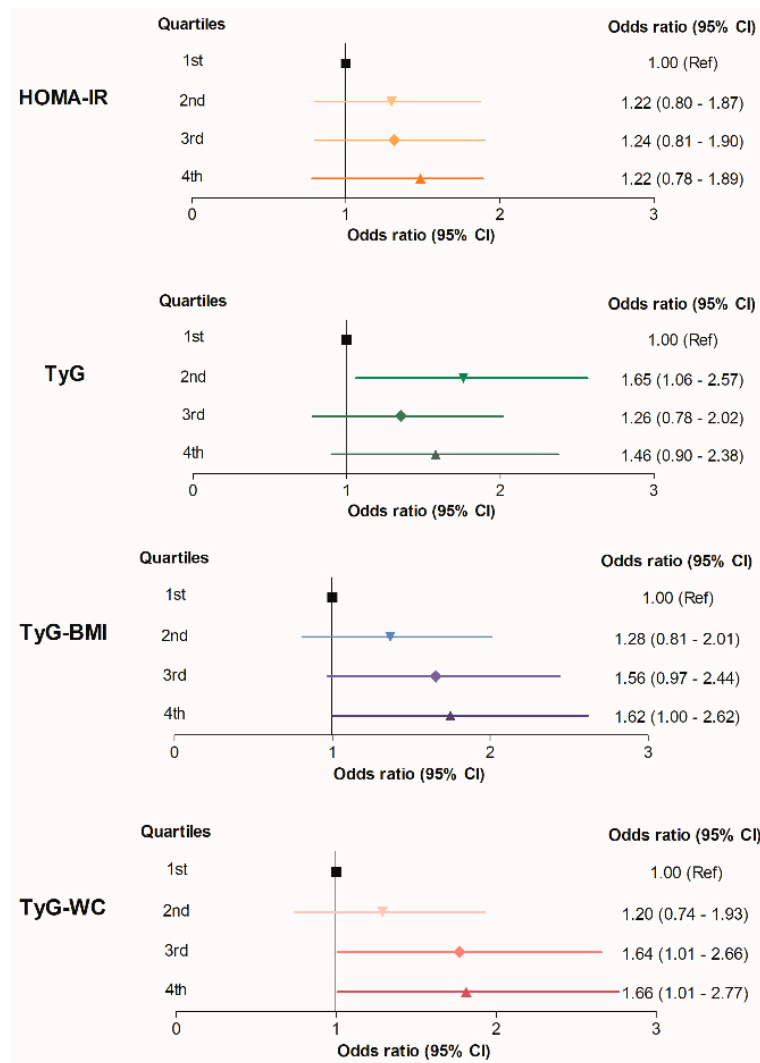 Quartiles Odds ratio (95% CI)
1st 1.00 (Ref)
HOMA-IR
2nd 1.22 (0.80 - 1.87)
3rd 1.24 (0.81 - 1.90)
4th 1.22 (0.78 - 1.89)
0 1 2 3
Odds ratio (95% CI)
Quartiles Odds ratio (95% CI)
1st 1.00 (Ref)
TyG
2nd 1.65 (1.06 - 2.57)
3rd 1.26 (0.78 - 2.02)
4th 1.46 (0.90 - 2.38)
0 1 2 3
Odds ratio (95% CI)
Quartiles Odds ratio (95% CI)
1st 1.00 (Ref)
TyG-BMI
2nd 1.28 (0.81 - 2.01)
3rd 1.56 (0.97 - 2.44)
4th 1.62 (1.00 - 2.62)
0 1 2 3
Odds ratio (95% CI)
Quartiles Odds ratio (95% CI)
1st 1.00 (Ref)
TyG-WC
2nd 1.20 (0.74 - 1.93)
3rd 1.64 (1.01 - 2.66)
4th 1.66 (1.01 - 2.77)
0 1 2 3
Odds ratio (95% CI)